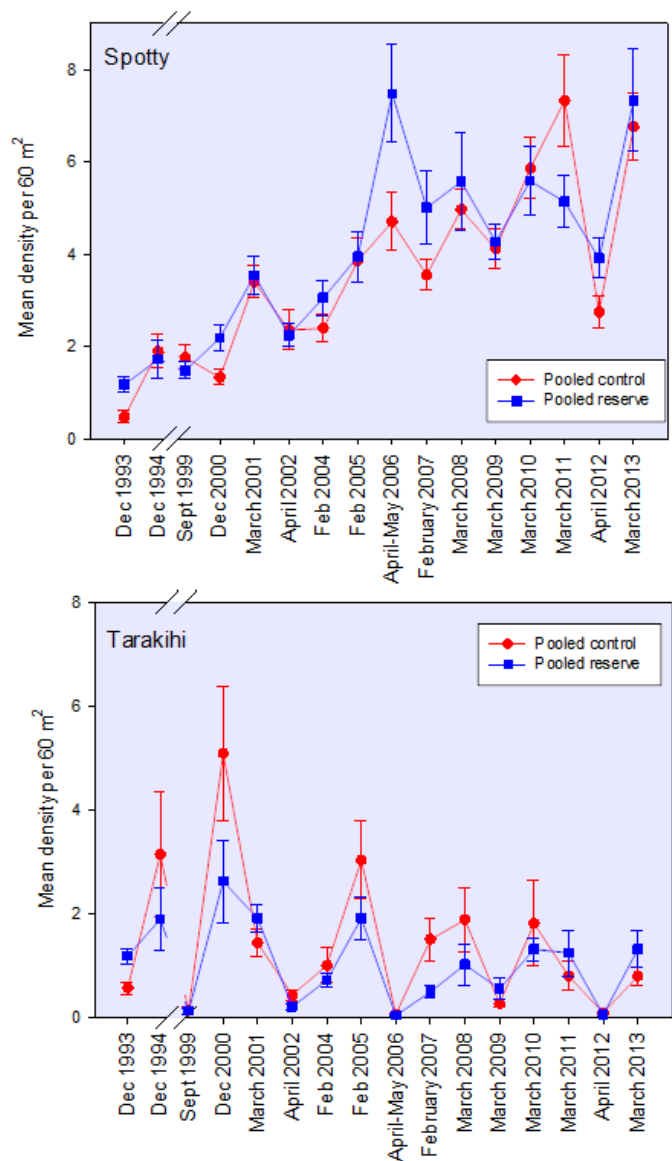 Spotty
8
6
4
2
0
Mean density per 60 m²
Pooled control
Pooled reserve
Dec 1993
Dec 1994
Sept 1999
Dec 2000
March 2001
April 2002
Feb 2004
Feb 2005
April-May 2006
February 2007
March 2008
March 2009
March 2010
March 2011
April 2012
March 2013
Tarakihi
8
6
4
2
0
Mean density per 60 m²
Pooled control
Pooled reserve
Dec 1993
Dec 1994
Sept 1999
Dec 2000
March 2001
April 2002
Feb 2004
Feb 2005
April-May 2006
February 2007
March 2008
March 2009
March 2010
March 2011
April 2012
March 2013